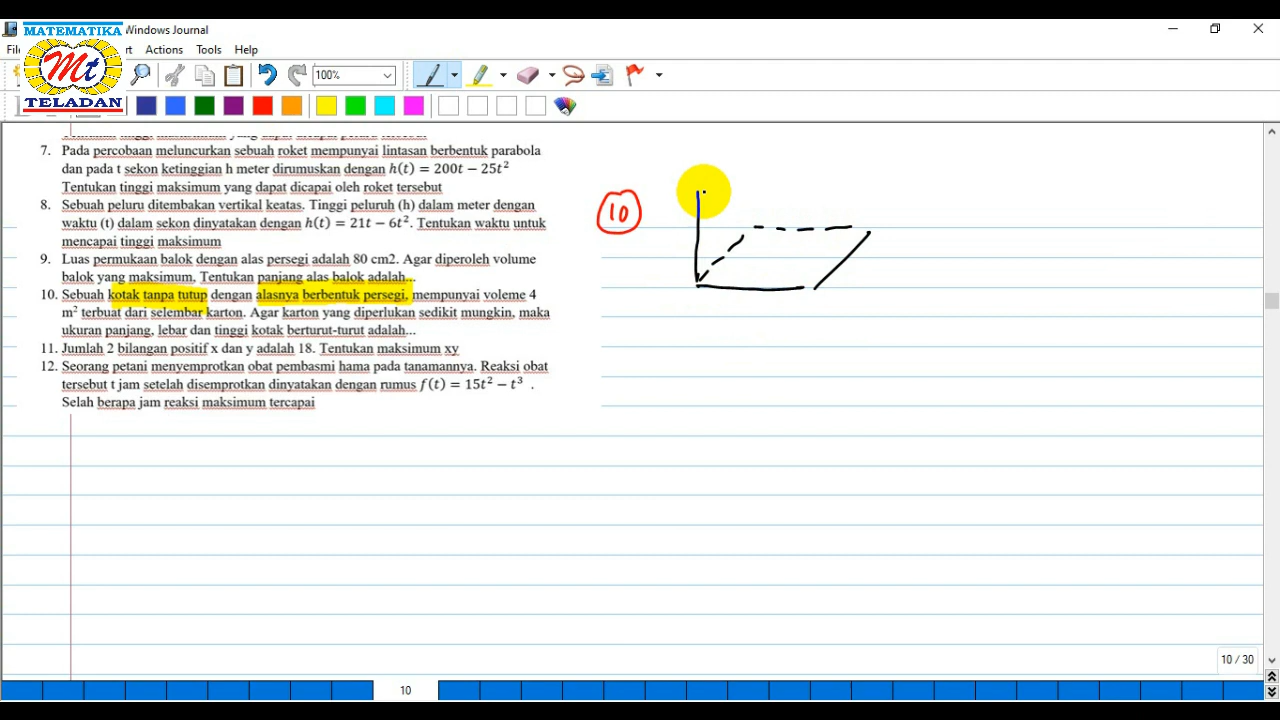 MATEMATIKA
Windows Journal
Mt
TELADAN
Actions Tools Help
100%
7. Pada percobaan meluncurkan sebuah roket mempunyai lintasan berbentuk parabola
dan pada t sekon ketinggian h meter dirumuskan dengan h(t) = 200t − 25t²
Tentukan tinggi maksimum yang dapat dicapai oleh roket tersebut
8. Sebuah peluru ditembakan vertikal keatas. Tinggi peluruh (h) dalam meter dengan
waktu (t) dalam sekon dinyatakan dengan h(t) = 21t − 6t². Tentukan waktu untuk
mencapai tinggi maksimum
9. Luas permukaan balok dengan alas persegi adalah 80 cm2. Agar diperoleh volume
balok yang maksimum. Tentukan panjang alas balok adalah...
10. Sebuah kotak tanpa tutup dengan alasnya berbentuk persegi, mempunyai voleme 4
m² terbuat dari selembar karton. Agar karton yang diperlukan sedikit mungkin, maka
ukuran panjang, lebar dan tinggi kotak berturut-turut adalah...
11. Jumlah 2 bilangan positif x dan y adalah 18. Tentukan maksimum xy
12. Seorang petani menyemprotkan obat pembasmi hama pada tanamannya. Reaksi obat
tersebut t jam setelah disemprotkan dinyatakan dengan rumus f(t) = 15t² − t³ .
Selah berapa jam reaksi maksimum tercapai
10
10 / 30
10